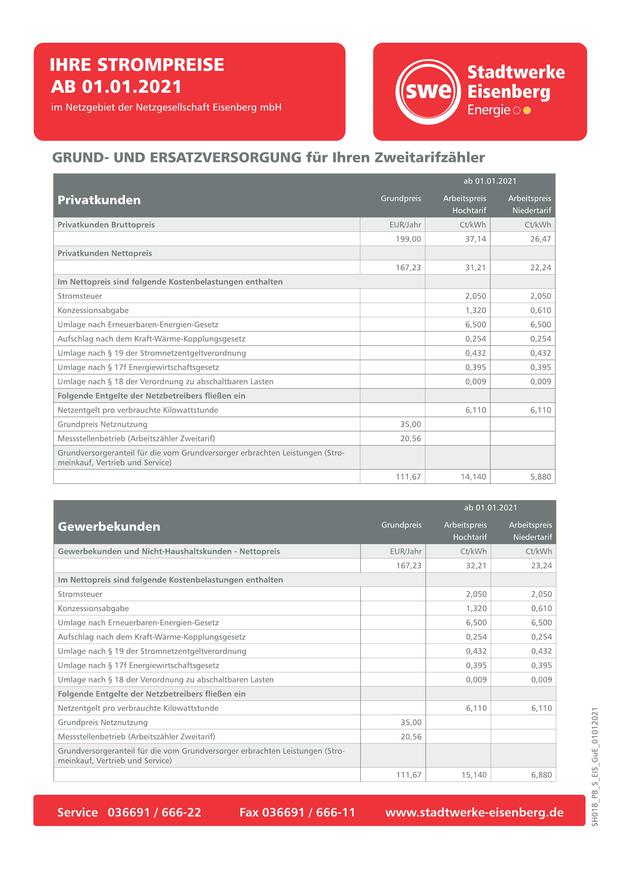 IHRE STROMPREISE
AB 01.01.2021
im Netzgebiet der Netzgesellschaft Eisenberg mbH
swe
Stadtwerke
Eisenberg
Energie
GRUND- UND ERSATZVERSORGUNG für Ihren Zweitarifzähler
ab 01.01.2021
Privatkunden Grundpreis Arbeitspreis Hochtarif Arbeitspreis Niedertarif
Privatkunden Bruttopreis EUR/Jahr Ct/kWh Ct/kWh
199,00 37,14 26,47
Privatkunden Nettopreis
167,23 31,21 22,24
Im Nettopreis sind folgende Kostenbelastungen enthalten
Stromsteuer 2,050 2,050
Konzessionsabgabe 1,320 0,610
Umlage nach Erneuerbaren-Energien-Gesetz 6,500 6,500
Aufschlag nach dem Kraft-Wärme-Kopplungsgesetz 0,254 0,254
Umlage nach § 19 der Stromnetzentgeltverordnung 0,432 0,432
Umlage nach § 17f Energiewirtschaftsgesetz 0,395 0,395
Umlage nach § 18 der Verordnung zu abschaltbaren Lasten 0,009 0,009
Folgende Entgelte der Netzbetreibers fließen ein
Netzentgelt pro verbrauchte Kilowattstunde 6,110 6,110
Grundpreis Netznutzung 35,00
Messstellenbetrieb (Arbeitszähler Zweitarif) 20,56
Grundversorgeranteil für die vom Grundversorger erbrachten Leistungen (Stro-
meinkauf, Vertrieb und Service)
111,67 14,140 5,880
ab 01.01.2021
Gewerbekunden Grundpreis Arbeitspreis Hochtarif Arbeitspreis Niedertarif
Gewerbekunden und Nicht-Haushaltskunden - Nettopreis EUR/Jahr Ct/kWh Ct/kWh
167,23 32,21 23,24
Im Nettopreis sind folgende Kostenbelastungen enthalten
Stromsteuer 2,050 2,050
Konzessionsabgabe 1,320 0,610
Umlage nach Erneuerbaren-Energien-Gesetz 6,500 6,500
Aufschlag nach dem Kraft-Wärme-Kopplungsgesetz 0,254 0,254
Umlage nach § 19 der Stromnetzentgeltverordnung 0,432 0,432
Umlage nach § 17f Energiewirtschaftsgesetz 0,395 0,395
Umlage nach § 18 der Verordnung zu abschaltbaren Lasten 0,009 0,009
Folgende Entgelte der Netzbetreibers fließen ein
Netzentgelt pro verbrauchte Kilowattstunde 6,110 6,110
Grundpreis Netznutzung 35,00
Messstellenbetrieb (Arbeitszähler Zweitarif) 20,56
Grundversorgeranteil für die vom Grundversorger erbrachten Leistungen (Stro-
meinkauf, Vertrieb und Service)
111,67 15,140 6,880
Service 036691 / 666-22 Fax 036691 / 666-11 www.stadtwerke-eisenberg.de
SH018_PB_S_EIS_GuE_01012021